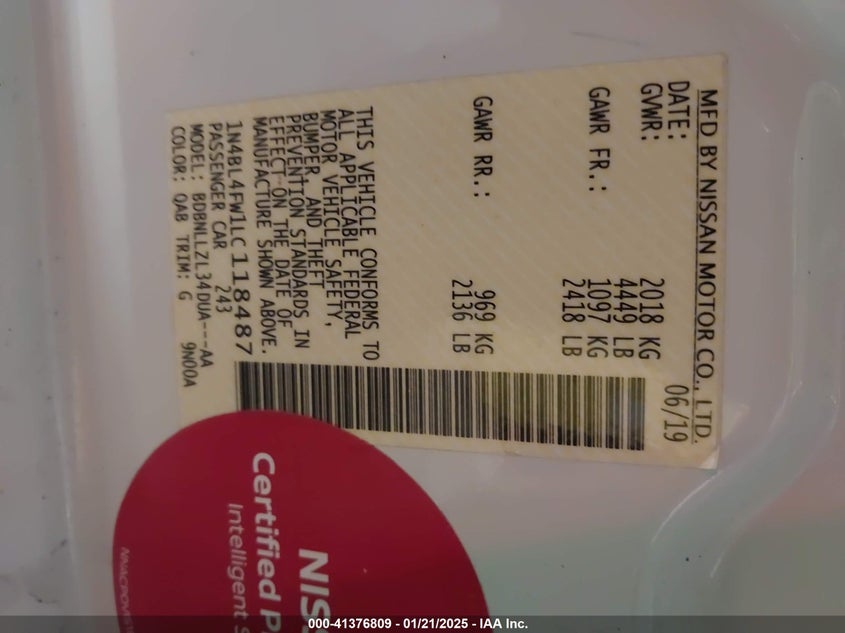 MFD BY NISSAN MOTOR CO., LTD.
DATE: 06/19
GVWR: 2018 KG
4449 LB
GAWR FR.: 1097 KG
2418 LB
GAWR RR.: 969 KG
2136 LB
THIS VEHICLE CONFORMS TO
ALL APPLICABLE FEDERAL
MOTOR VEHICLE SAFETY,
BUMPER, AND THEFT
PREVENTION STANDARDS IN
EFFECT ON THE DATE OF
MANUFACTURE SHOWN ABOVE.
1N4BL4FW1LC118487
PASSENGER CAR 243
MODEL: BDBNLLZL34DUA---AA
COLOR: QAB TRIM: G 9N00A
NISS
Certified P
Intelligent S
000-41376809 - 01/21/2025 - IAA Inc.